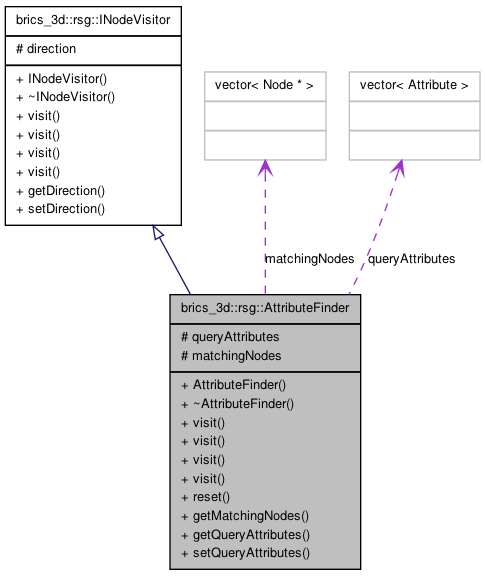 brics_3d::rsg::INodeVisitor
# direction
+ INodeVisitor()
+ ~INodeVisitor()
+ visit()
+ visit()
+ visit()
+ visit()
+ getDirection()
+ setDirection()
vector< Node * >
vector< Attribute >
matchingNodes
queryAttributes
brics_3d::rsg::AttributeFinder
# queryAttributes
# matchingNodes
+ AttributeFinder()
+ ~AttributeFinder()
+ visit()
+ visit()
+ visit()
+ visit()
+ reset()
+ getMatchingNodes()
+ getQueryAttributes()
+ setQueryAttributes()